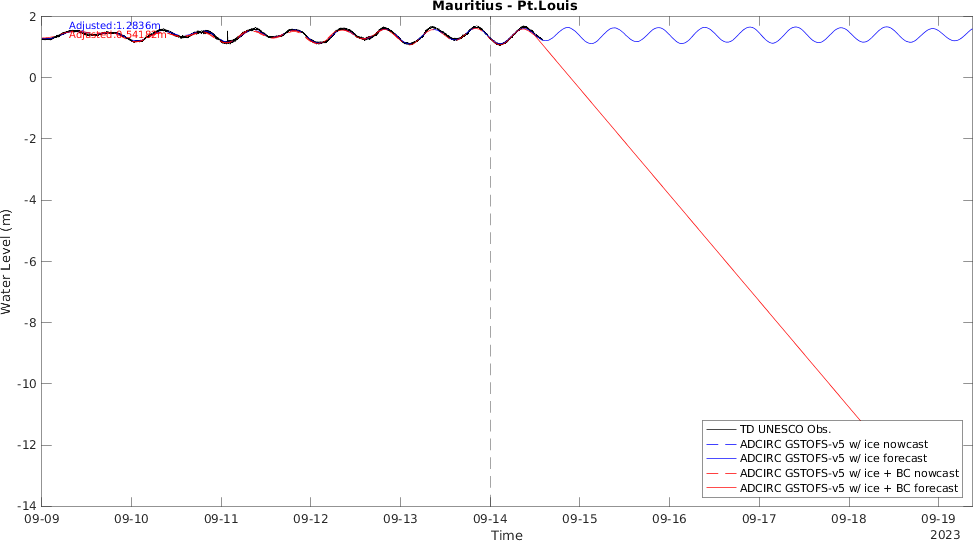 Mauritius - Pt.Louis
Adjusted:1.2836m
Water Level (m)
2
0
-2
-4
-6
-8
-10
-12
-14
TD UNESCO Obs.
ADCIRC GSTOFS-v5 w/ ice nowcast
ADCIRC GSTOFS-v5 w/ ice forecast
ADCIRC GSTOFS-v5 w/ ice + BC nowcast
ADCIRC GSTOFS-v5 w/ ice + BC forecast
09-09 09-10 09-11 09-12 09-13 09-14 09-15 09-16 09-17 09-18 09-19
Time
2023